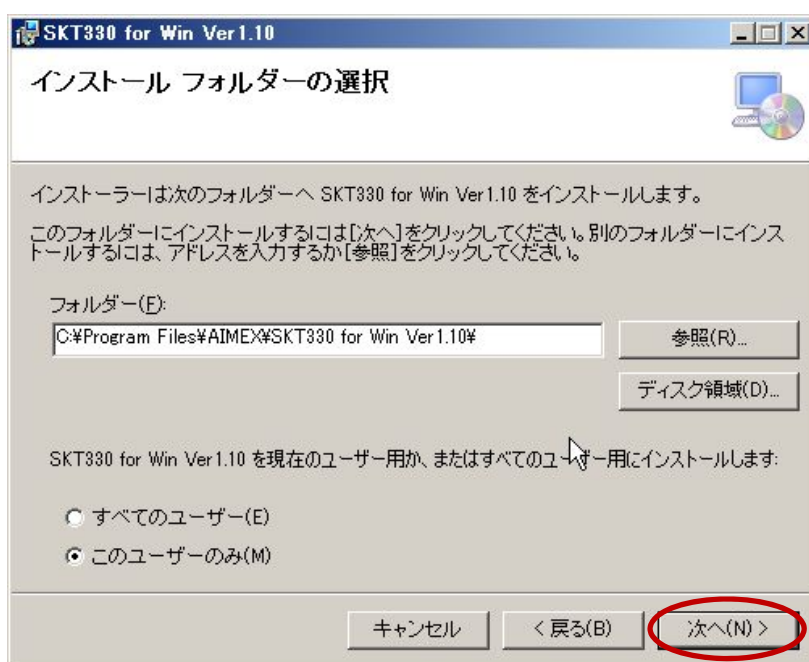 SKT330 for Win Ver1.10
インストール フォルダーの選択
インストーラーは次のフォルダーへ SKT330 for Win Ver1.10 をインストールします。
このフォルダーにインストールするには[次へ]をクリックしてください。別のフォルダーにインス
トールするには、アドレスを入力するか[参照]をクリックしてください。
フォルダー(F):
C:¥Program Files¥AIMEX¥SKT330 for Win Ver1.10¥
参照(R)...
ディスク領域(D)...
SKT330 for Win Ver1.10 を現在のユーザー用か、またはすべてのユーザー用にインストールします:
すべてのユーザー(E)
このユーザーのみ(M)
キャンセル
< 戻る(B)
次へ(N) >